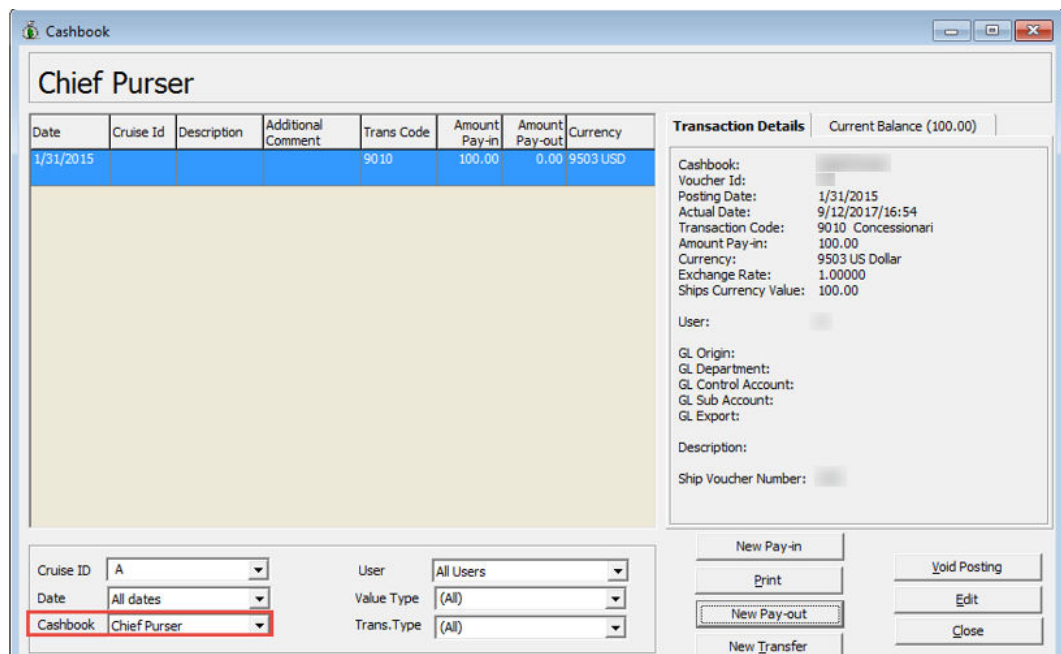 Cashbook
Chief Purser
Date Cruise Id Description Additional Comment Trans Code Amount Pay-in Amount Pay-out Currency
1/31/2015 9010 100.00 0.00 9503 USD
Transaction Details Current Balance (100.00)
Cashbook:
Voucher Id:
Posting Date: 1/31/2015
Actual Date: 9/12/2017/16:54
Transaction Code: 9010 Concessionari
Amount Pay-in: 100.00
Currency: 9503 US Dollar
Exchange Rate: 1.00000
Ships Currency Value: 100.00
User:
GL Origin:
GL Department:
GL Control Account:
GL Sub Account:
GL Export:
Description:
Ship Voucher Number:
Cruise ID A User All Users
Date All dates Value Type (All)
Cashbook Chief Purser Trans.Type (All)
New Pay-in
Print
New Pay-out
New Transfer
Void Posting
Edit
Close